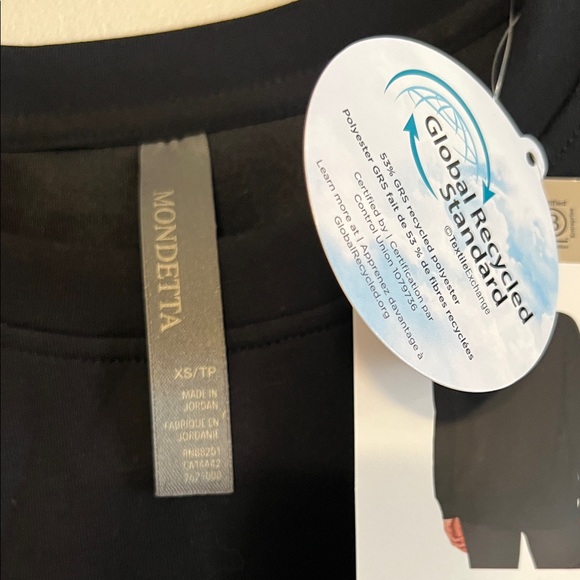 MONDETTA
XS/TP
MADE IN
JORDAN
FABRIQUE EN
JORDANIE
CA14442
Global Recycled
Standard
©TextileExchange
53% GRS recycled polyester
Polyester GRS fait de 53 % de fibres recyclées
Certified by | Certification par
Control Union 1079736
Learn more at | Apprenez davantage à
GlobalRecycled.org